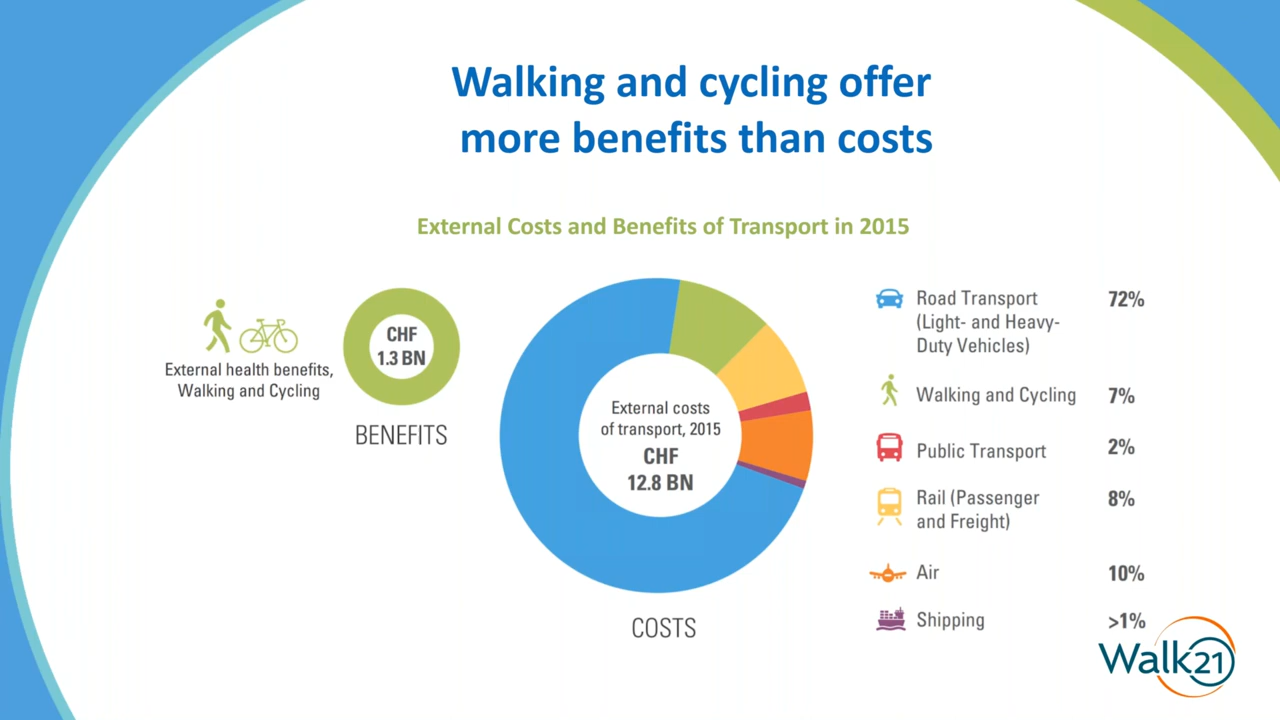 Walking and cycling offer
more benefits than costs
External Costs and Benefits of Transport in 2015
External health benefits,
Walking and Cycling
CHF
1.3 BN
BENEFITS
External costs
of transport, 2015
CHF
12.8 BN
COSTS
Road Transport 72%
(Light- and Heavy-
Duty Vehicles)
Walking and Cycling 7%
Public Transport 2%
Rail (Passenger 8%
and Freight)
Air 10%
Shipping >1%
Walk21